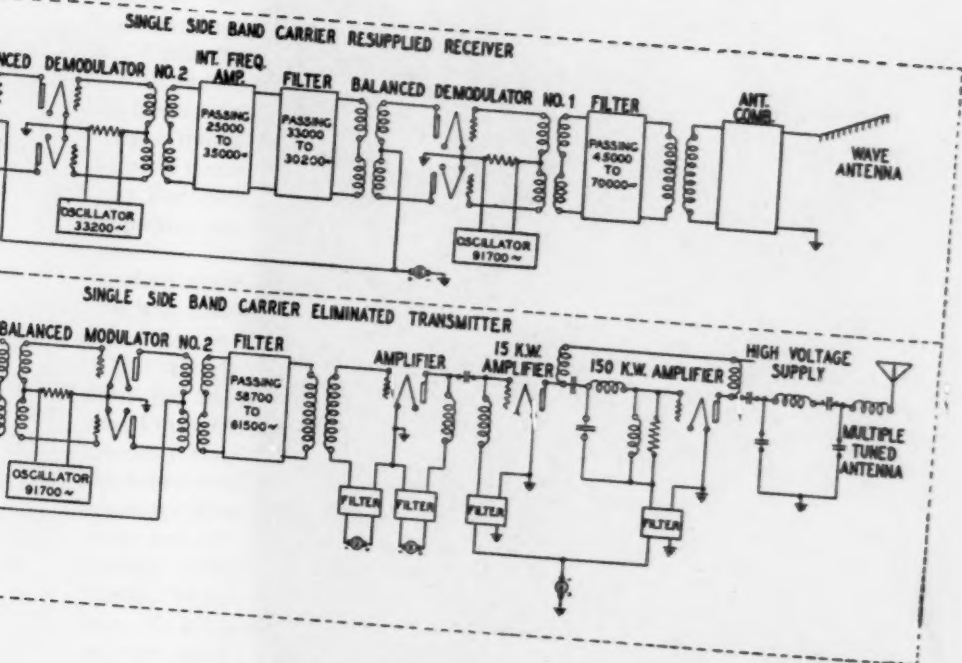 SINGLE SIDE BAND CARRIER RESUPPLIED RECEIVER
DEMODULATOR NO. 2
INT. FREQ.
AMP.
PASSING
25000
TO
35000~
FILTER
PASSING
33000
TO
30200~
BALANCED DEMODULATOR NO. 1
FILTER
PASSING
45000
TO
70000~
ANT.
COMB.
WAVE
ANTENNA
OSCILLATOR
33200~
OSCILLATOR
91700~
SINGLE SIDE BAND CARRIER ELIMINATED TRANSMITTER
BALANCED MODULATOR NO. 2
FILTER
PASSING
58700
TO
61500~
AMPLIFIER
15 K.W.
AMPLIFIER
150 K.W. AMPLIFIER
HIGH VOLTAGE
SUPPLY
MULTIPLE
TUNED
ANTENNA
OSCILLATOR
91700~
FILTER
FILTER
FILTER
FILTER